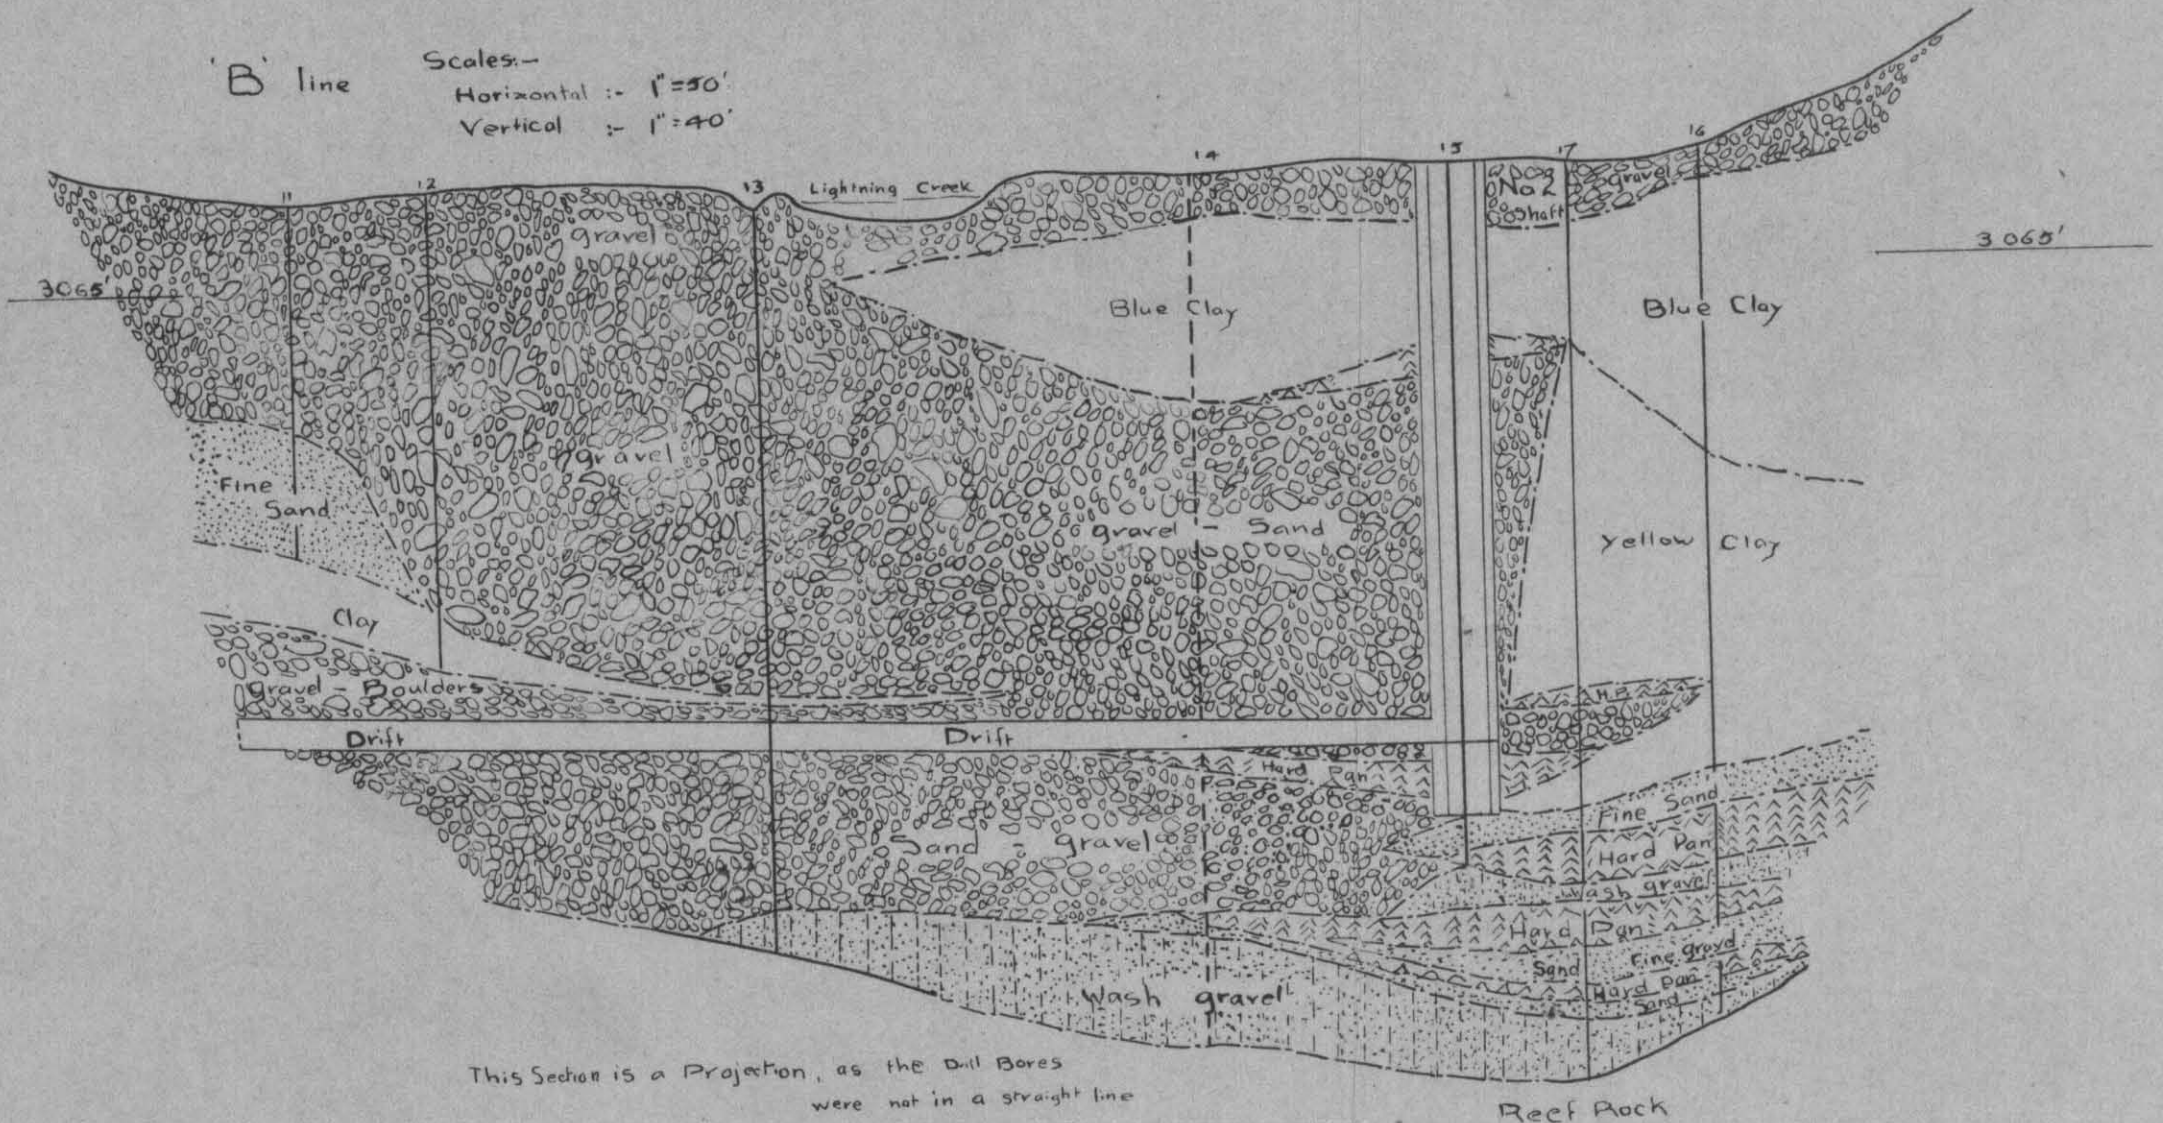 'B' line
Scales:-
Horizontal :- 1"=50'
Vertical :- 1"=40'
11
12
13
Lightning Creek
14
15
17
16
No 2
Shaft
gravel
gravel
3065'
3065'
Blue Clay
Blue Clay
gravel
Fine
Sand
gravel - Sand
Yellow Clay
Clay
gravel - Boulders
H.P.
Drift
Drift
Hard Pan
Fine Sand
Sand - gravel
Hard Pan
Wash gravel
Hard Pan
Fine gravel
Sand
Hard Pan
Sand
Wash gravel
This Section is a Projection, as the Drill Bores
were not in a straight line
Reef Rock